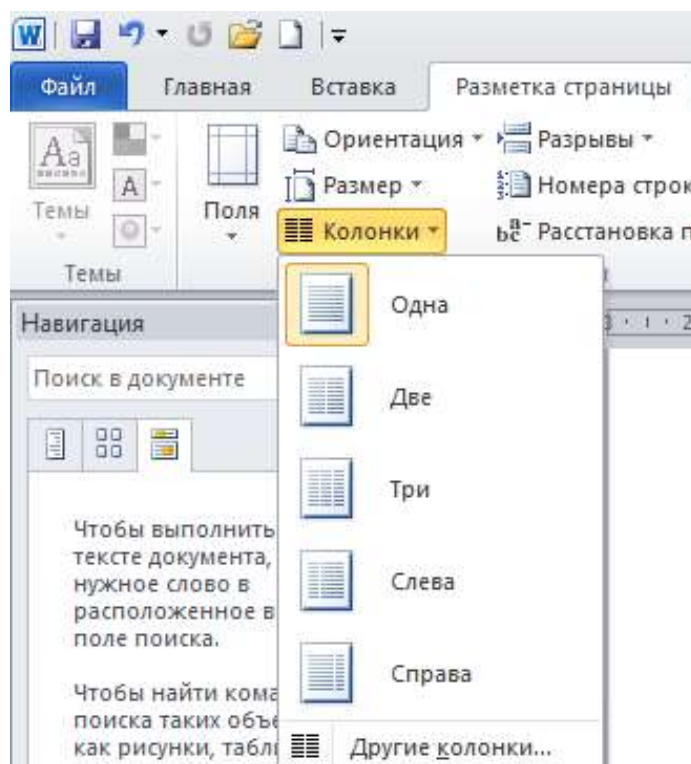 Файл Главная Вставка Разметка страницы
Aa Ориентация Разрывы
A Размер Номера строк
Темы Поля Колонки Расстановка п
Темы
Навигация
Одна
Поиск в документе
Две
Три
Чтобы выполнить
тексте документа,
нужное слово в
расположенное в
поле поиска.
Слева
Справа
Чтобы найти кома
поиска таких объе
как рисунки, табл
Другие колонки...